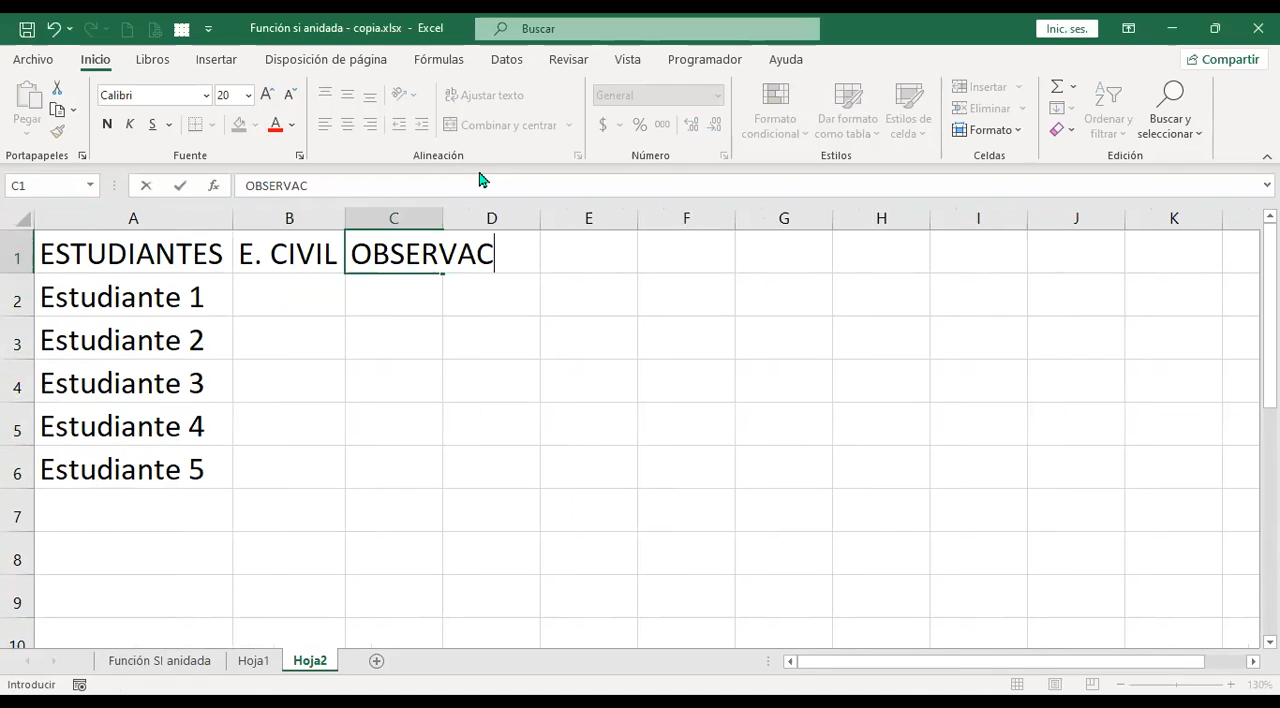 Función si anidada - copia.xlsx - Excel
Buscar
Inic. ses.
Archivo Inicio Libros Insertar Disposición de página Fórmulas Datos Revisar Vista Programador Ayuda
Compartir
Pegar
Calibri 20 A A
N K S A
Ajustar texto
Combinar y centrar
General
$ % 000
Formato condicional
Dar formato como tabla
Estilos de celda
Insertar
Eliminar
Formato
Ordenar y filtrar
Buscar y seleccionar
Portapapeles Fuente Alineación Número Estilos Celdas Edición
C1 fx OBSERVAC
A B C D E F G H I J K
1 ESTUDIANTES E. CIVIL OBSERVAC
2 Estudiante 1
3 Estudiante 2
4 Estudiante 3
5 Estudiante 4
6 Estudiante 5
7
8
9
10
Función SI anidada Hoja1 Hoja2
Introducir
130%